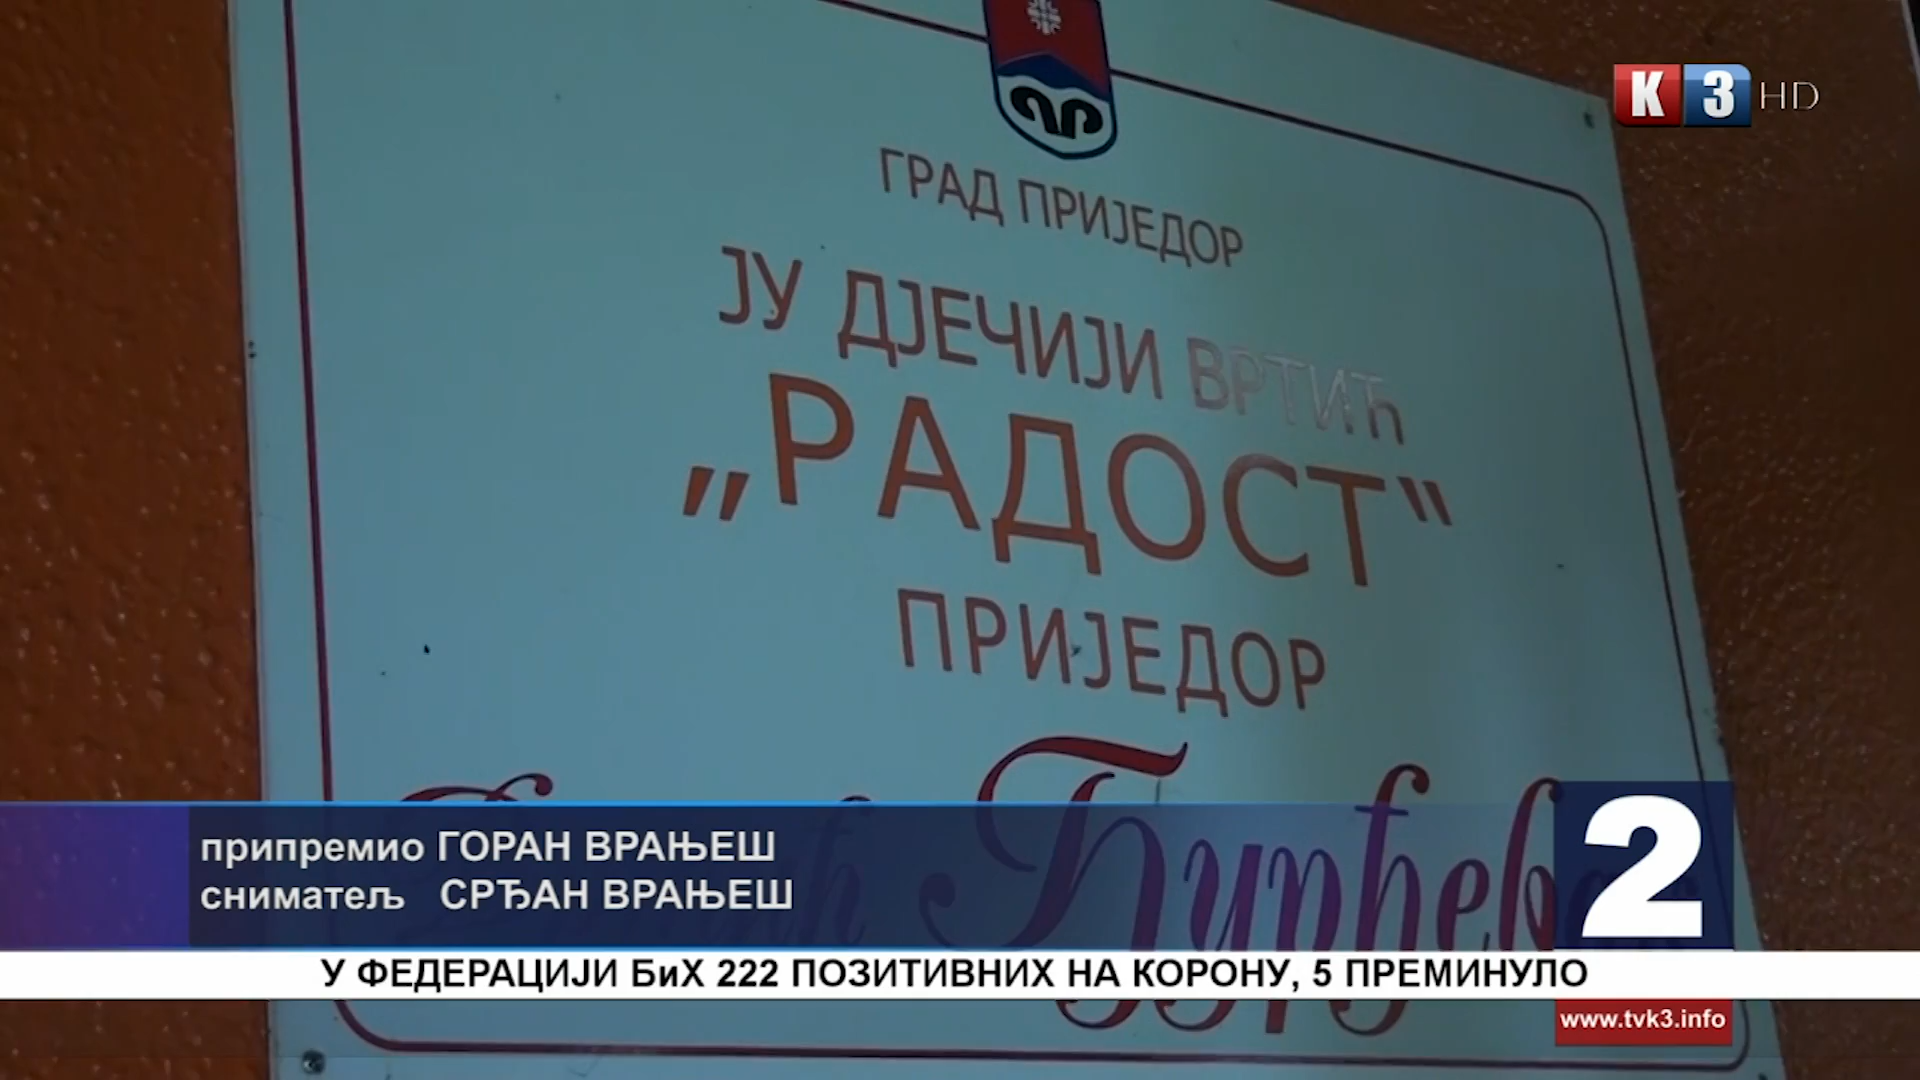 К3 HD
ГРАД ПРИЈЕДОР
ЈУ ДЈЕЧИЈИ ВРТИЋ
„РАДОСТ“
ПРИЈЕДОР
припремио ГОРАН ВРАЊЕШ
сниматељ СРЂАН ВРАЊЕШ
2
У ФЕДЕРАЦИЈИ БиХ 222 ПОЗИТИВНИХ НА КОРОНУ, 5 ПРЕМИНУЛО
www.tvk3.info